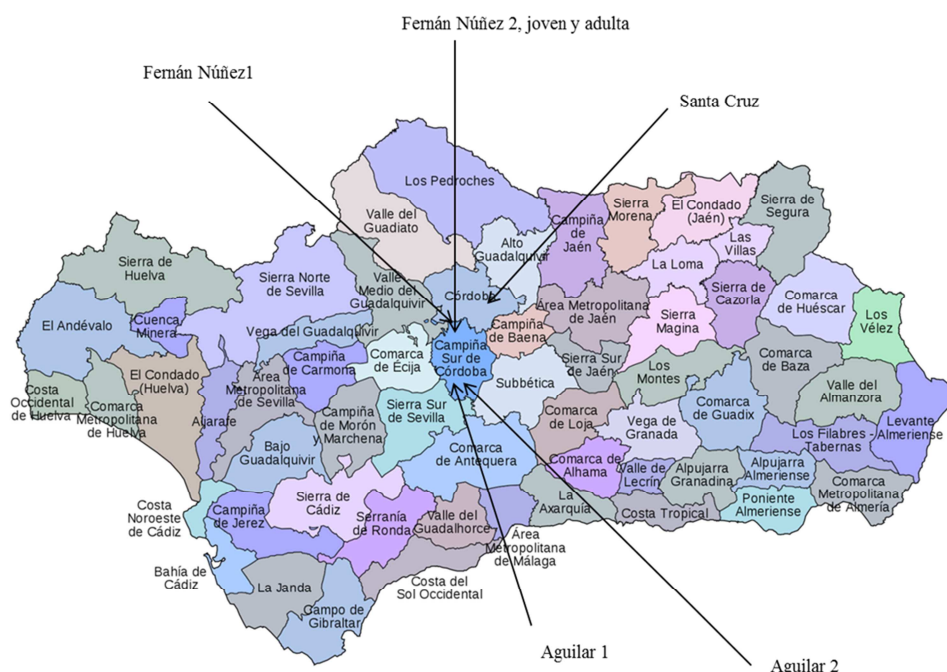 Fernán Núñez 2, joven y adulta
Fernán Núñez1
Santa Cruz
Los Pedroches
Valle del
Guadiato
Alto
Guadalquivir
Campiña
de
Jaén
Sierra
Morena
El Condado
(Jaén)
Sierra de
Segura
Las
Villas
La Loma
Sierra de
Huelva
Sierra Norte
de Sevilla
Valle
Medio del
Guadalquivir
Córdoba
Área Metropolitana
de Jaén
Sierra
Magina
Sierra de
Cazorla
Comarca
de Huéscar
Los
Vélez
El Andévalo
Cuenca
Minera
Vega del Guadalquivir
Campiña
de Carmona
Comarca
de Écija
Campiña
Sur de
Córdoba
Campiña
de Baena
Sierra Sur
de Jaén
Los
Montes
Comarca de
Baza
Valle del
Almanzora
Costa
Occidental
de Huelva
Comarca
Metropolitana
de Huelva
El Condado
(Huelva)
Aljarafe
Área
Metropolitana
de Sevilla
Campiña
de Morón
y Marchena
Sierra Sur
de Sevilla
Subbética
Comarca
de Loja
Vega de
Granada
Comarca
de Guadix
Los Filabres -
Tabernas
Levante
Almeriense
Bajo
Guadalquivir
Comarca de
Antequera
Comarca de
Alhama
Valle de
Lecrín
Alpujarra
Granadina
Alpujarra
Almeriense
Comarca
Metropolitana
de Almería
Costa
Noroeste
de Cádiz
Campiña
de Jerez
Sierra de
Cádiz
Serranía
de Ronda
Valle del
Guadalhorce
La
Axarquía
Costa Tropical
Poniente
Almeriense
Área
Metropolitana
de Málaga
Bahía de
Cádiz
La Janda
Campo de
Gibraltar
Costa del
Sol Occidental
Aguilar 1
Aguilar 2